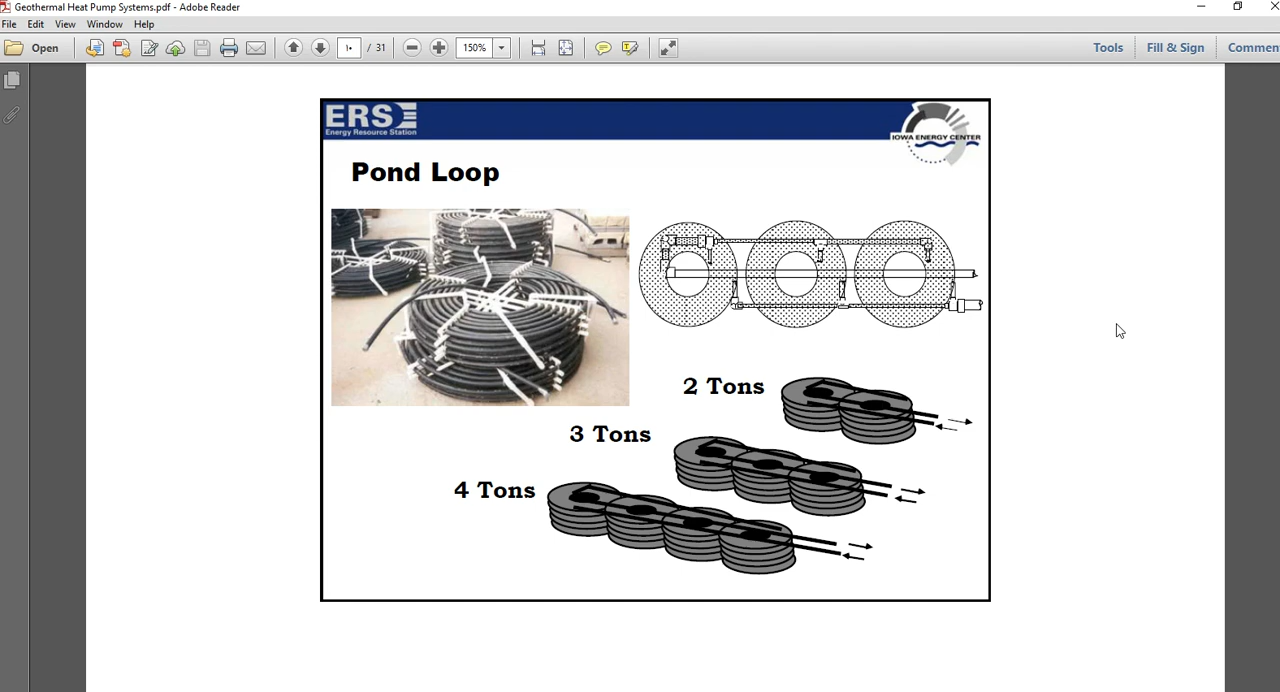 Geothermal Heat Pump Systems.pdf - Adobe Reader
File Edit View Window Help
Open
١٠ / 31
150%
Tools
Fill & Sign
Commen
ERS
Energy Resource Station
IOWA ENERGY CENTER
Pond Loop
2 Tons
3 Tons
4 Tons